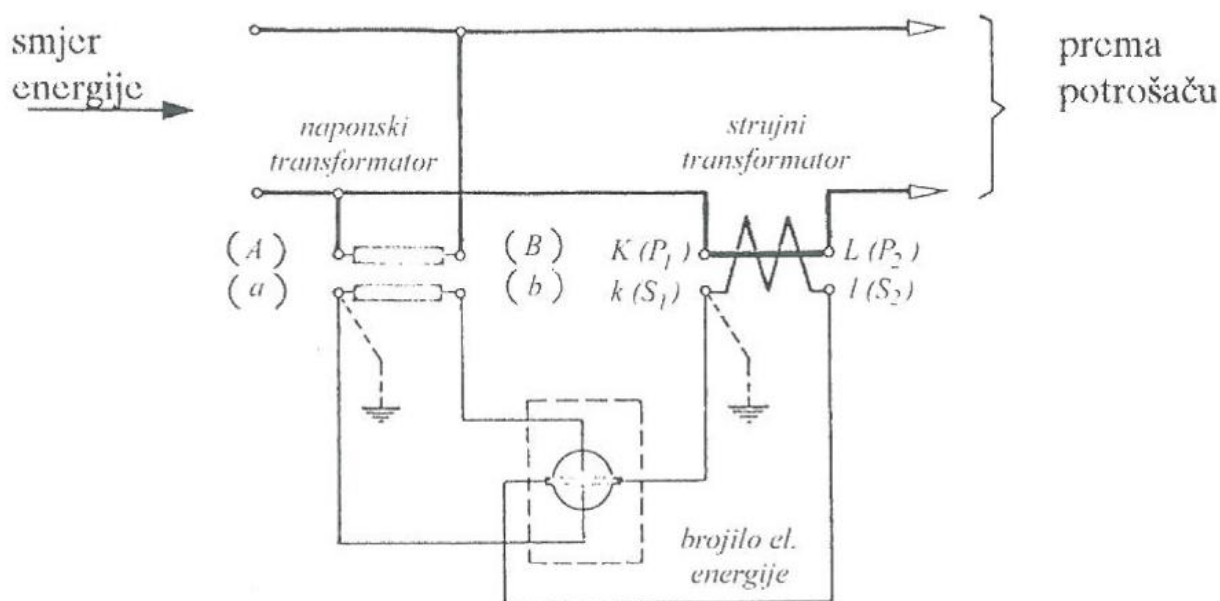 smjer
energije
prema
potrošaču
naponski
transformator
strujni
transformator
(A)
(B)
K (P1)
L (P2)
(a)
(b)
k (S1)
l (S2)
brojilo el.
energije